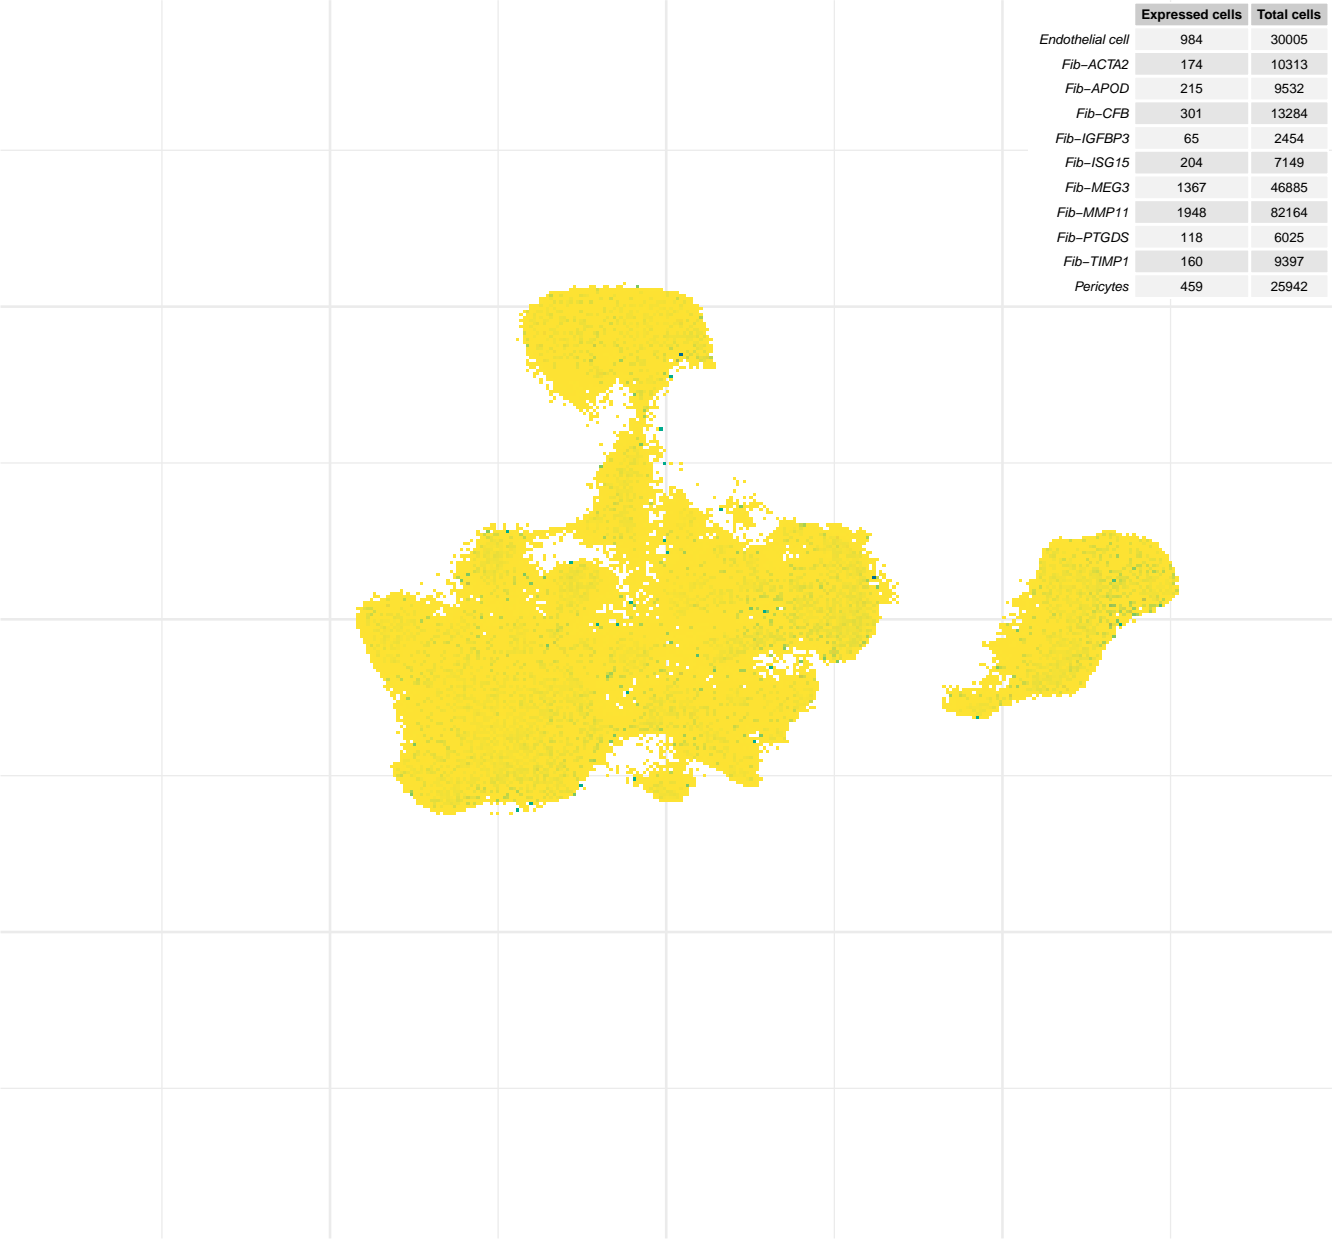 Expressed cells Total cells
Endothelial cell 984 30005
Fib−ACTA2 174 10313
Fib−APOD 215 9532
Fib−CFB 301 13284
Fib−IGFBP3 65 2454
Fib−ISG15 204 7149
Fib−MEG3 1367 46885
Fib−MMP11 1948 82164
Fib−PTGDS 118 6025
Fib−TIMP1 160 9397
Pericytes 459 25942